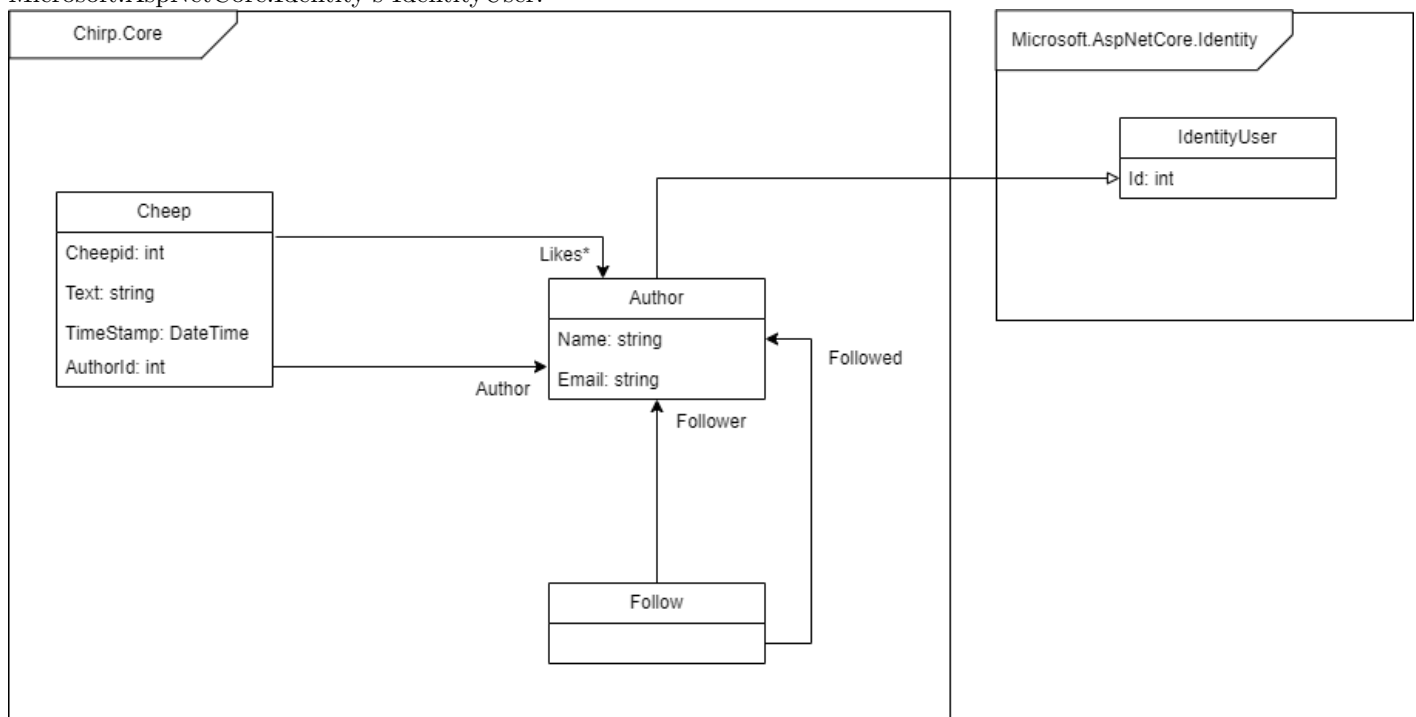 Microsoft.AspNetCore.Identity's IdentityUser.
Chirp.Core
Microsoft.AspNetCore.Identity
IdentityUser
Id: int
Cheep
Cheepid: int
Text: string
TimeStamp: DateTime
AuthorId: int
Likes*
Author
Author
Name: string
Email: string
Followed
Follower
Follow